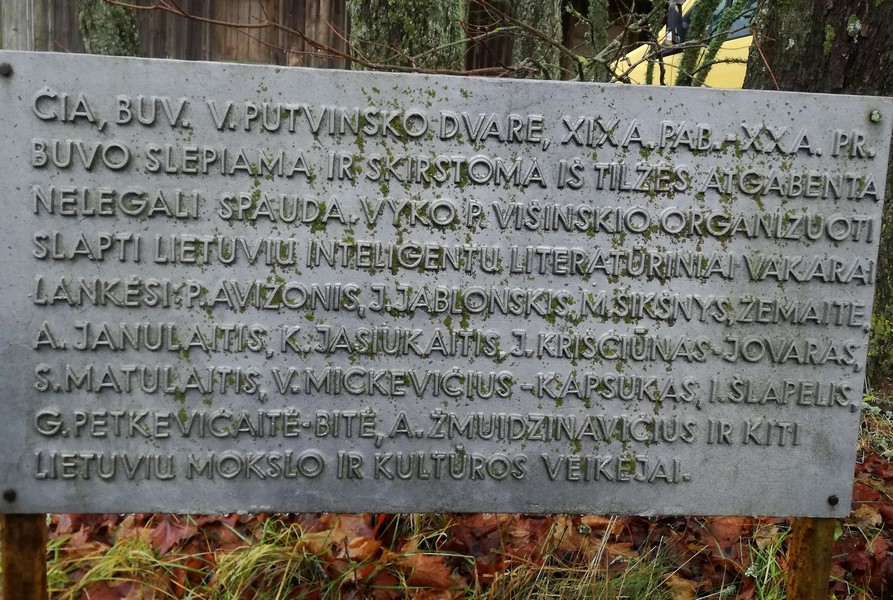 ČIA, BUV. V. PUTVINSKO DVARE, XIX A. PAB. - XX A. PR.
BUVO SLEPIAMA IR SKIRSTOMA IŠ TILŽĖS ATGABENTA
NELEGALI SPAUDA. VYKO P. VIŠINSKIO ORGANIZUOTI
SLAPTI LIETUVIŲ INTELIGENTŲ LITERATŪRINIAI VAKARAI
LANKĖSI: P. AVIŽONIS, J. JABLONSKIS, M. ŠIKŠNYS, ŽEMAITĖ,
A. JANULAITIS, K. JASIUKAITIS, J. KRIŠČIŪNAS-JOVARAS,
S. MATULAITIS, V. MICKEVIČIUS-KAPSUKAS, I. ŠLAPELIS,
G. PETKEVIČAITĖ-BITĖ, A. ŽMUIDZINAVIČIUS IR KITI
LIETUVIŲ MOKSLO IR KULTŪROS VEIKĖJAI.